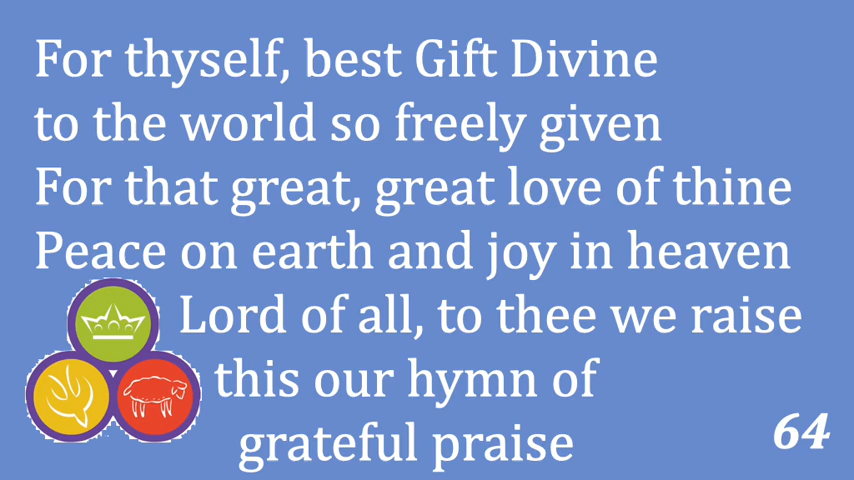 For thyself, best Gift Divine
to the world so freely given
For that great, great love of thine
Peace on earth and joy in heaven
Lord of all, to thee we raise
this our hymn of
grateful praise
64